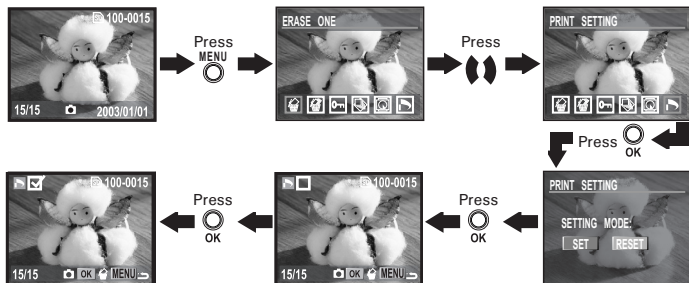 100-0015
15/15 2003/01/01
Press
MENU
ERASE ONE
Press
PRINT SETTING
Press
OK
PRINT SETTING
SETTING MODE:
SET RESET
Press
OK
100-0015
15/15 OK MENU
Press
OK
100-0015
15/15 OK MENU